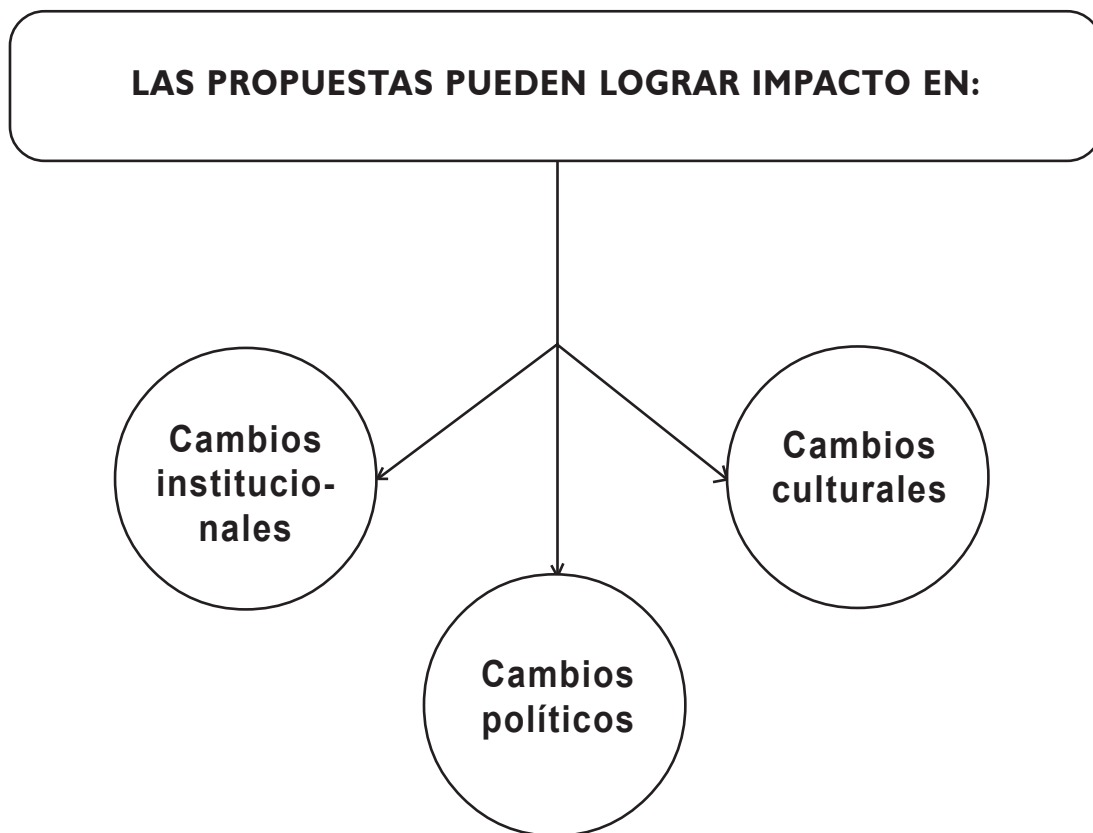 LAS PROPUESTAS PUEDEN LOGRAR IMPACTO EN:
Cambios
institucio-
nales
Cambios
políticos
Cambios
culturales